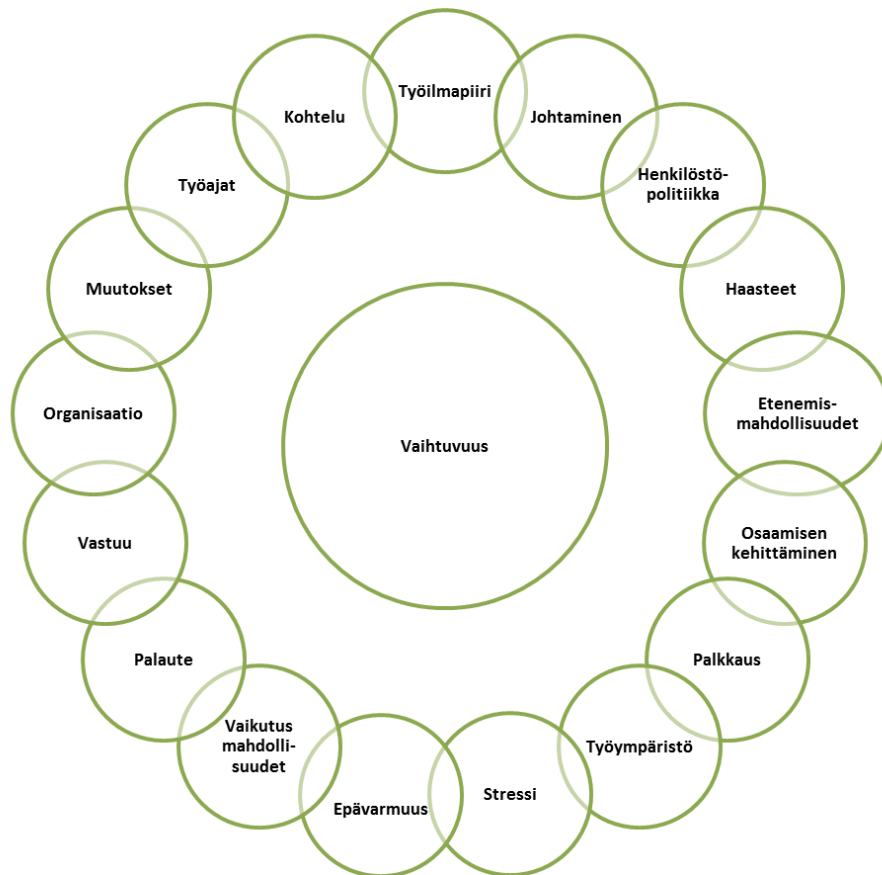 Työilmapiiri
Johtaminen
Henkilöstö-
politiikka
Haasteet
Etenemis-
mahdollisuudet
Osaamisen
kehittäminen
Palkkaus
Työympäristö
Stressi
Epävarmuus
Vaikutus
mahdolli-
suudet
Palaute
Vastuu
Organisaatio
Muutokset
Työajat
Kohtelu
Vaihtuvuus